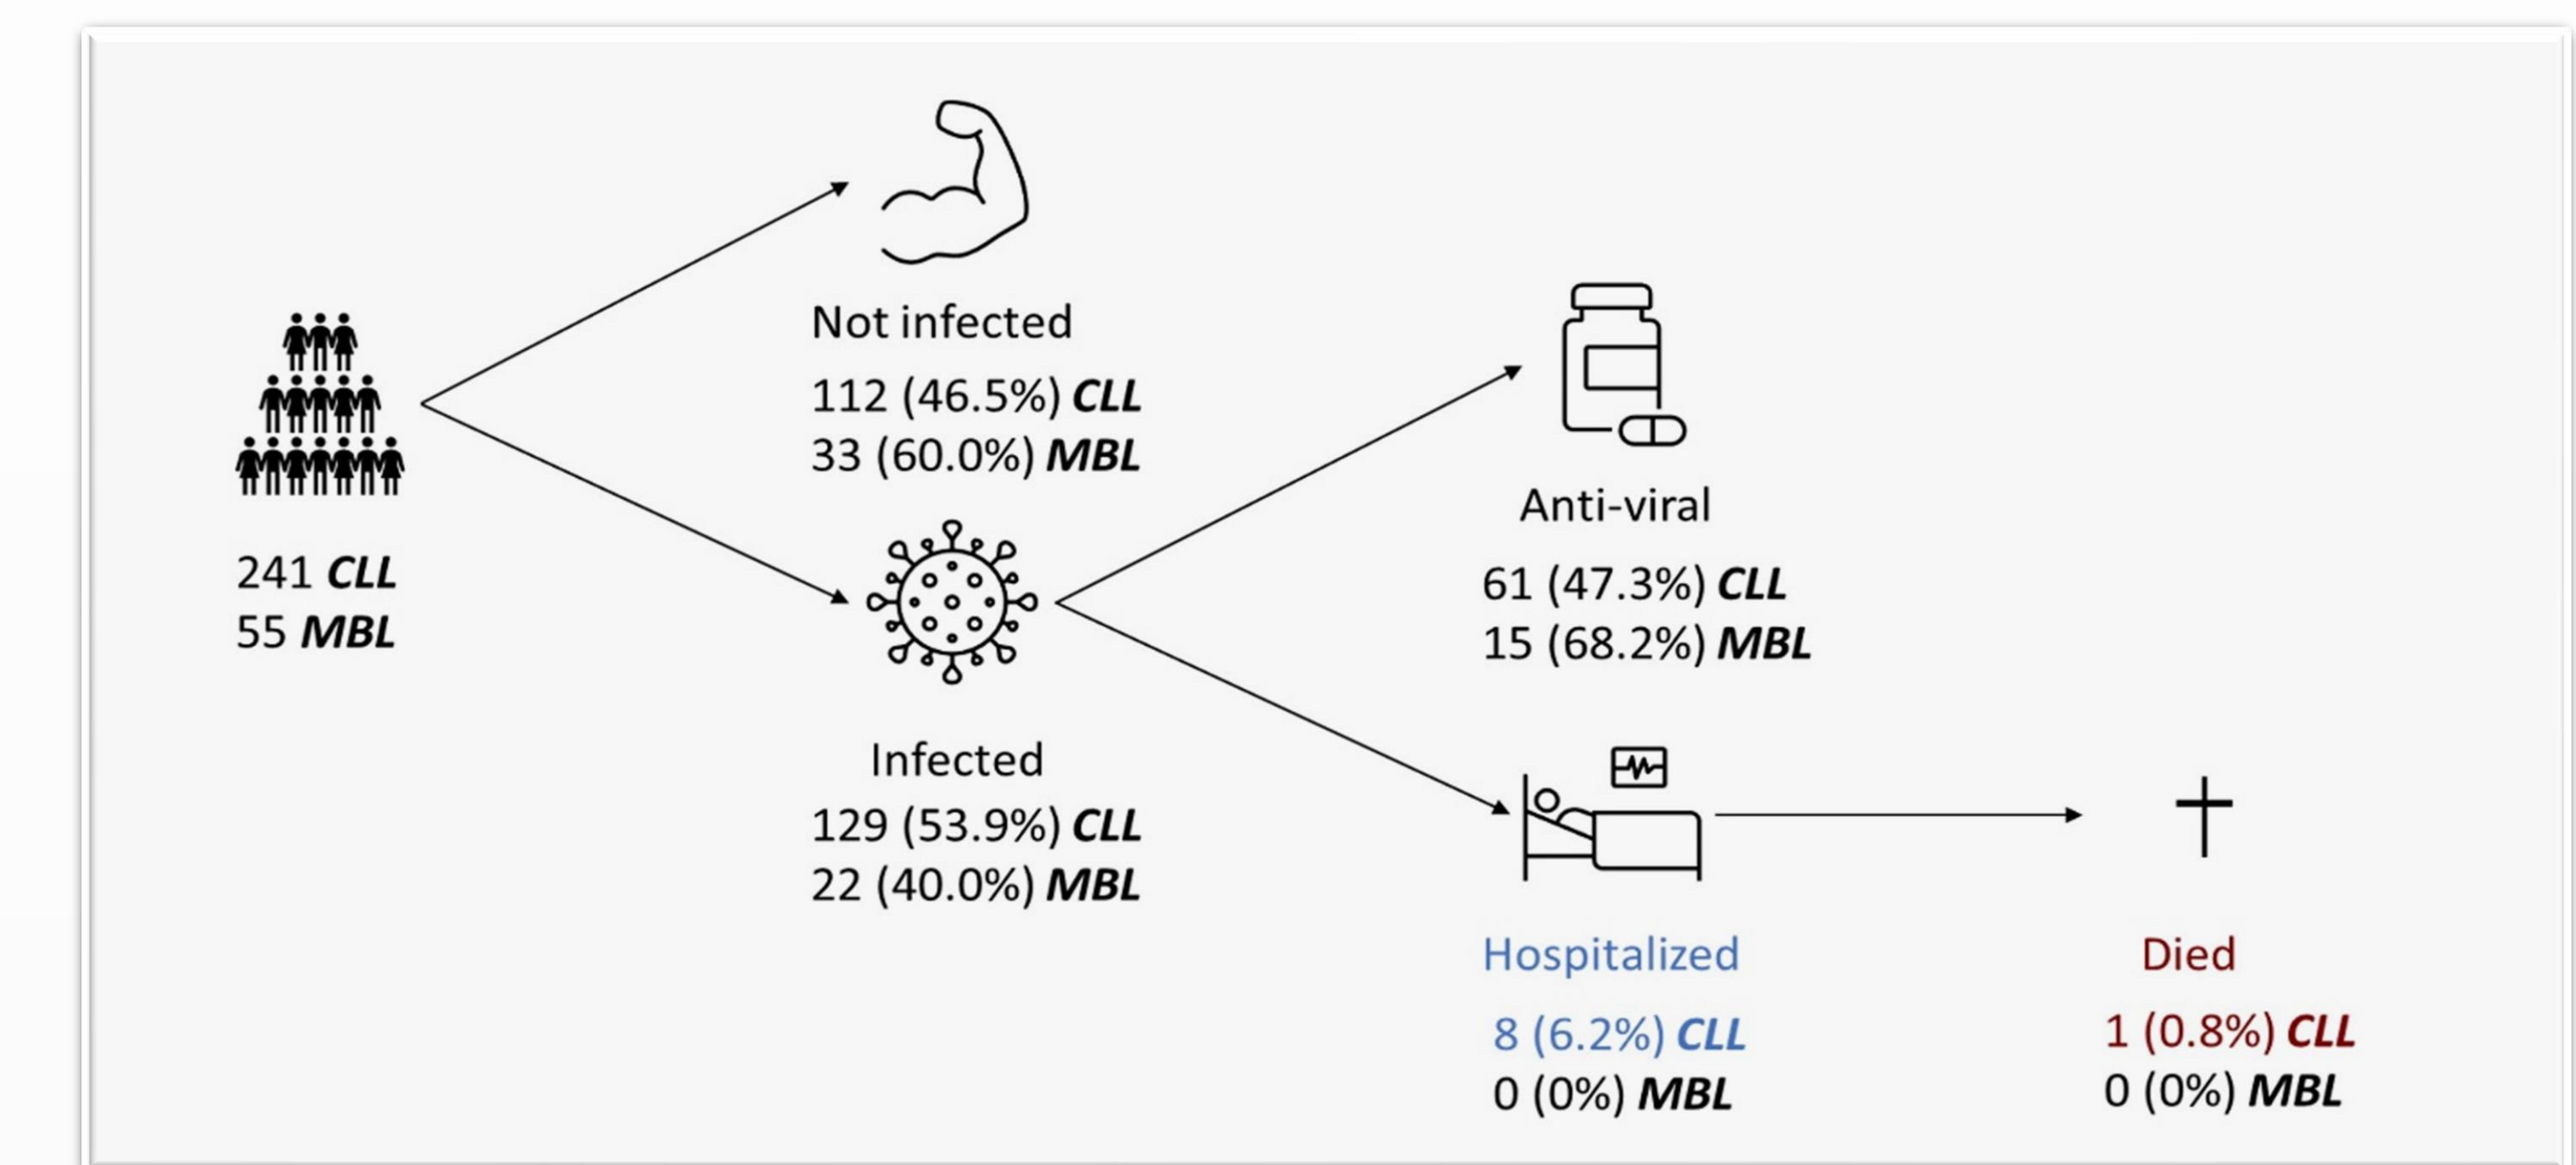 241 CLL
55 MBL
Not infected
112 (46.5%) CLL
33 (60.0%) MBL
Infected
129 (53.9%) CLL
22 (40.0%) MBL
Anti-viral
61 (47.3%) CLL
15 (68.2%) MBL
Hospitalized
8 (6.2%) CLL
0 (0%) MBL
Died
1 (0.8%) CLL
0 (0%) MBL